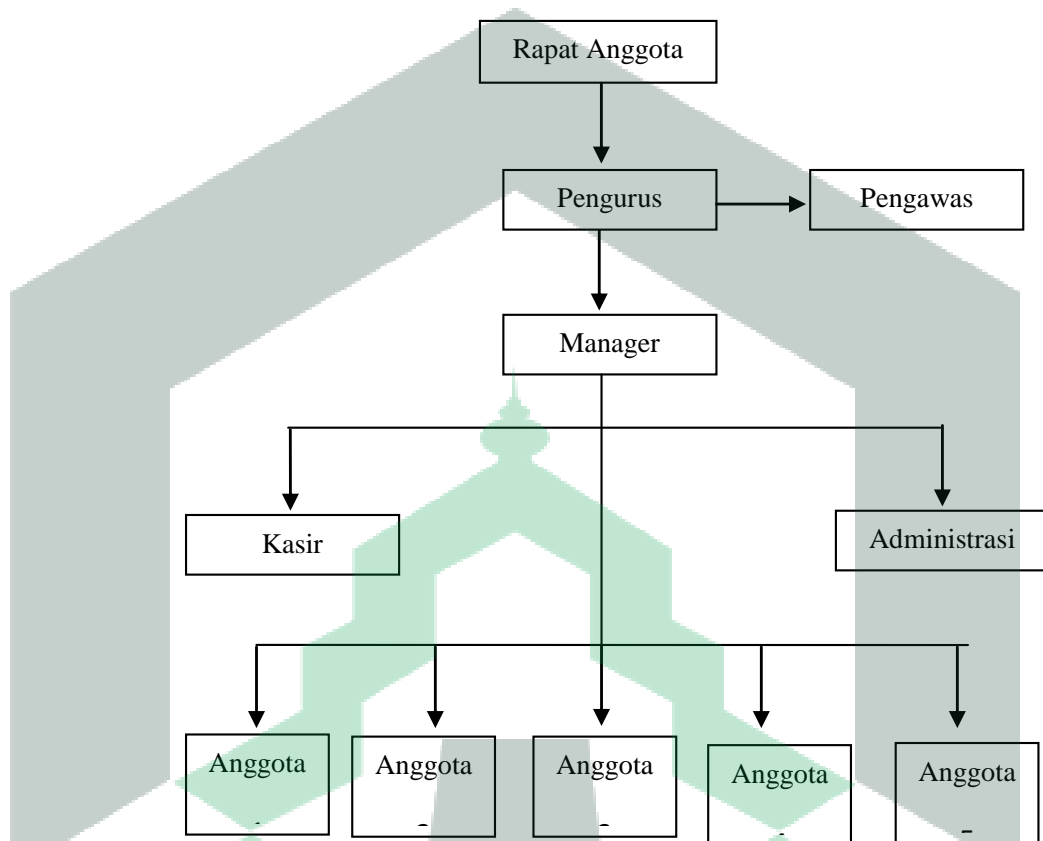 Rapat Anggota
Pengurus
Pengawas
Manager
Kasir
Administrasi
Anggota
Anggota
Anggota
Anggota
Anggota